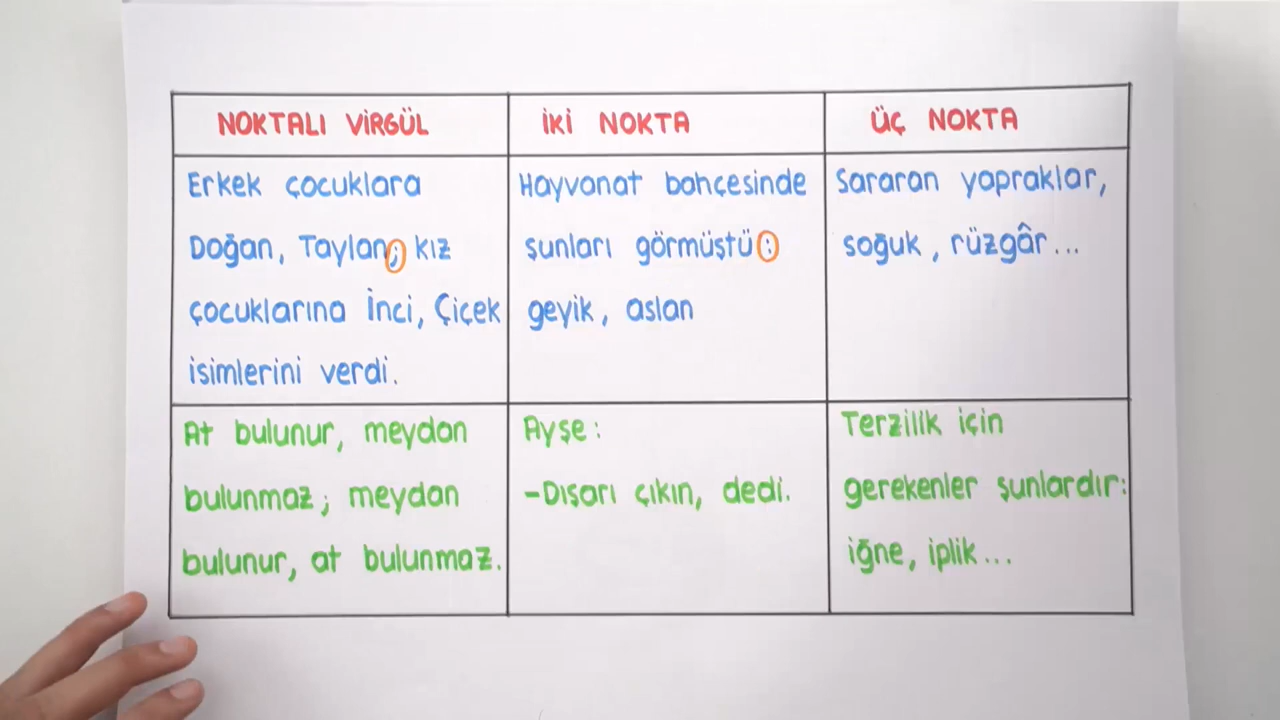 NOKTALI VİRGÜL
İKİ NOKTA
ÜÇ NOKTA
Erkek çocuklara
Doğan, Taylan; kız
çocuklarına İnci, Çiçek
isimlerini verdi.
Hayvanat bahçesinde
şunları görmüştü:
geyik, aslan
Sararan yapraklar,
soğuk, rüzgâr...
At bulunur, meydan
bulunmaz; meydan
bulunur, at bulunmaz.
Ayşe:
-Dışarı çıkın, dedi.
Terzilik için
gerekenler şunlardır:
iğne, iplik...